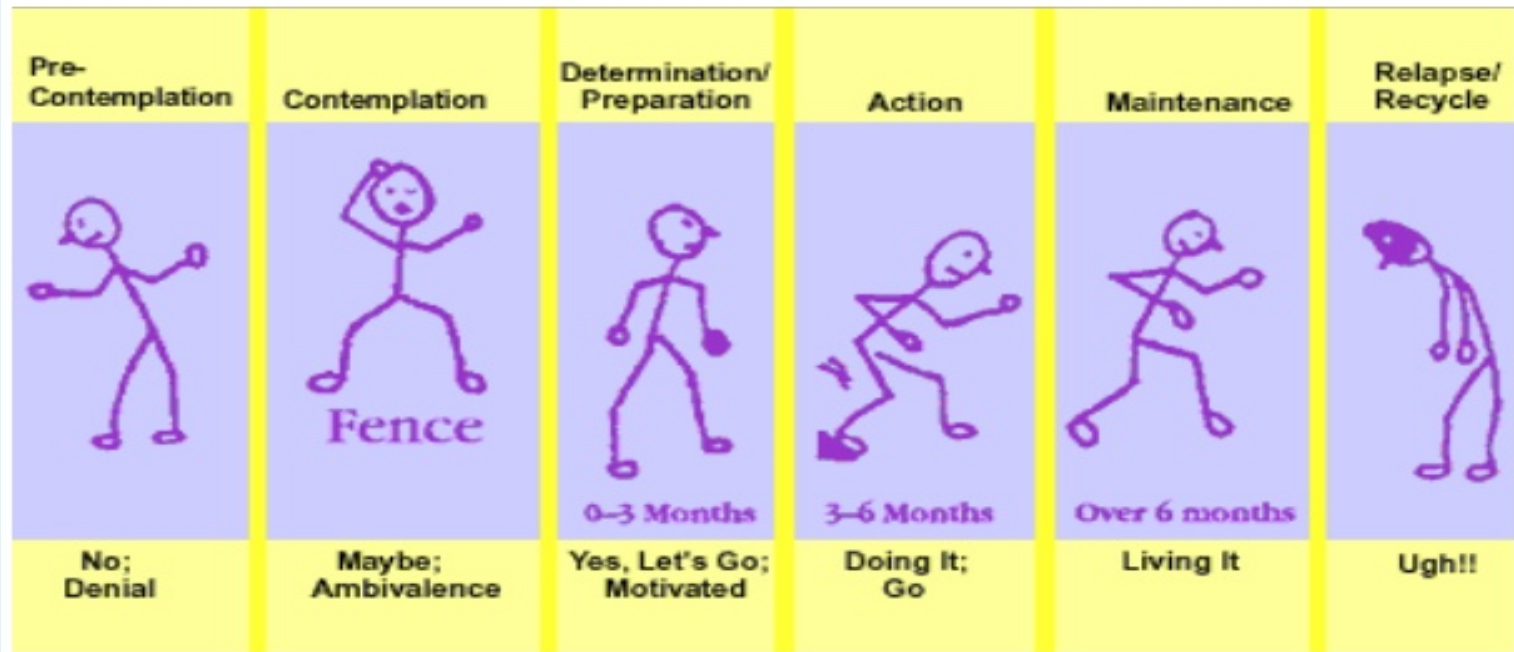 Pre-
Contemplation
Contemplation
Determination/
Preparation
Action
Maintenance
Relapse/
Recycle
Fence
0–3 Months
3–6 Months
Over 6 months
No;
Denial
Maybe;
Ambivalence
Yes, Let's Go;
Motivated
Doing It;
Go
Living It
Ugh!!